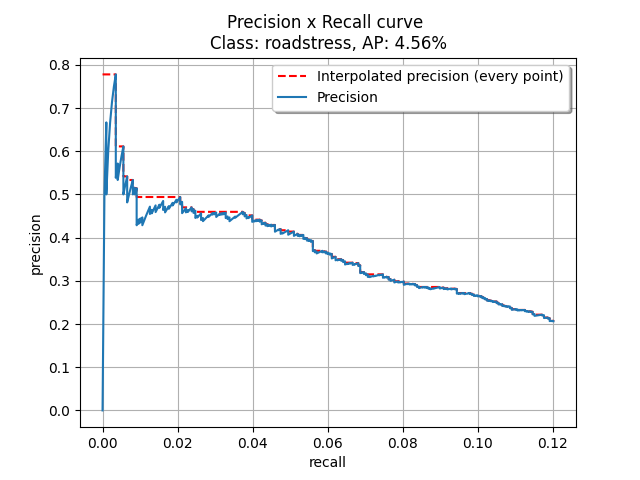 Precision x Recall curve
Class: roadstress, AP: 4.56%
Interpolated precision (every point)
Precision
0.8
0.7
0.6
0.5
0.4
0.3
0.2
0.1
0.0
precision
0.00 0.02 0.04 0.06 0.08 0.10 0.12
recall